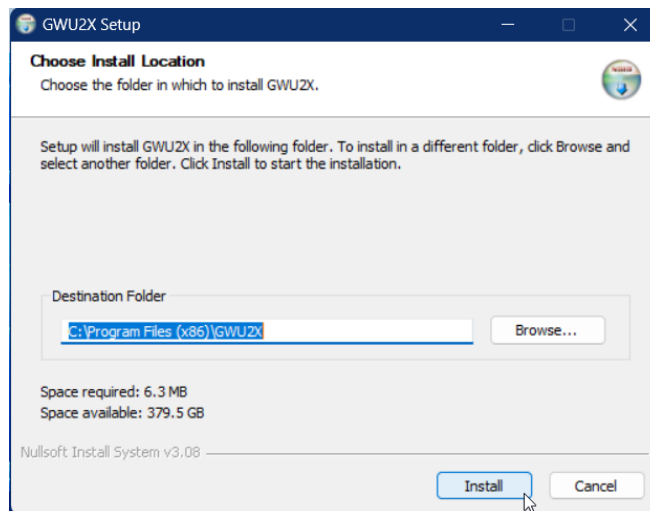 GWU2X Setup
Choose Install Location
Choose the folder in which to install GWU2X.
Setup will install GWU2X in the following folder. To install in a different folder, click Browse and
select another folder. Click Install to start the installation.
Destination Folder
C:\Program Files (x86)\GWU2X
Browse...
Space required: 6.3 MB
Space available: 379.5 GB
Nullsoft Install System v3.08
Install
Cancel